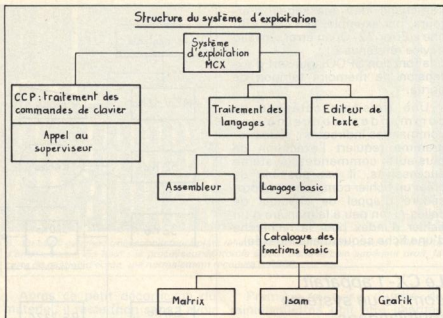 Structure du système d'exploitation
Système
d'exploitation
MCX
CCP : traitement des
commandes de clavier
Appel au
superviseur
Traitement des
langages
Editeur de
texte
Assembleur
Langage basic
Catalogue des
fonctions basic
Matrix
Isam
Grafik